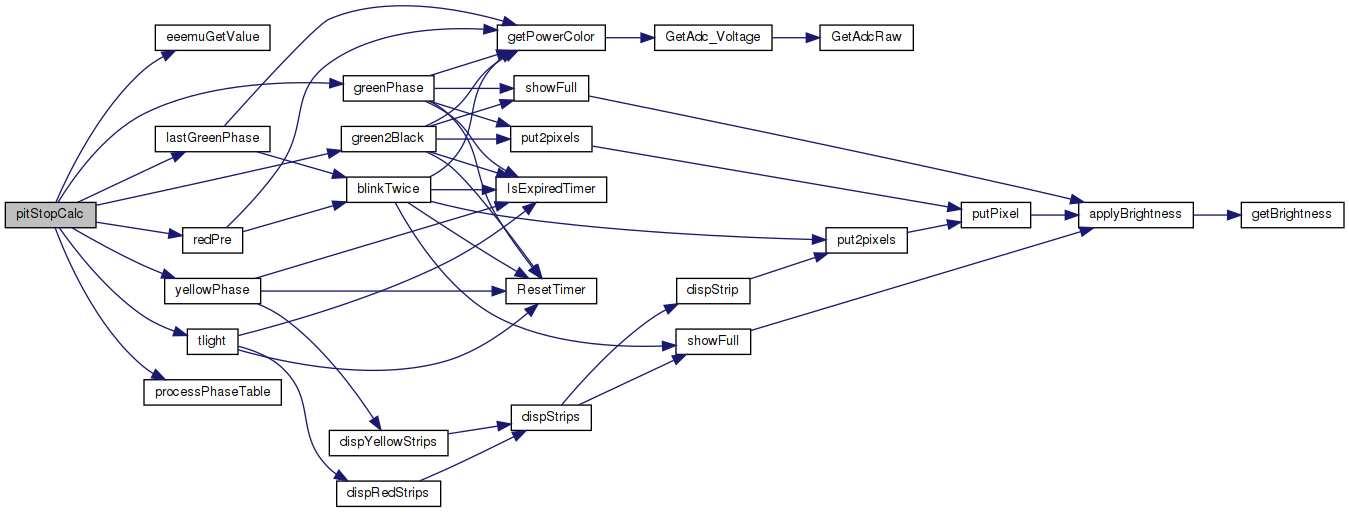 pitStopCalc
eeemuGetValue
lastGreenPhase
redPre
yellowPhase
tlight
processPhaseTable
greenPhase
green2Black
blinkTwice
dispYellowStrips
dispRedStrips
getPowerColor
showFull
put2pixels
IsExpiredTimer
ResetTimer
dispStrips
GetAdc_Voltage
dispStrip
showFull
GetAdcRaw
put2pixels
putPixel
applyBrightness
getBrightness